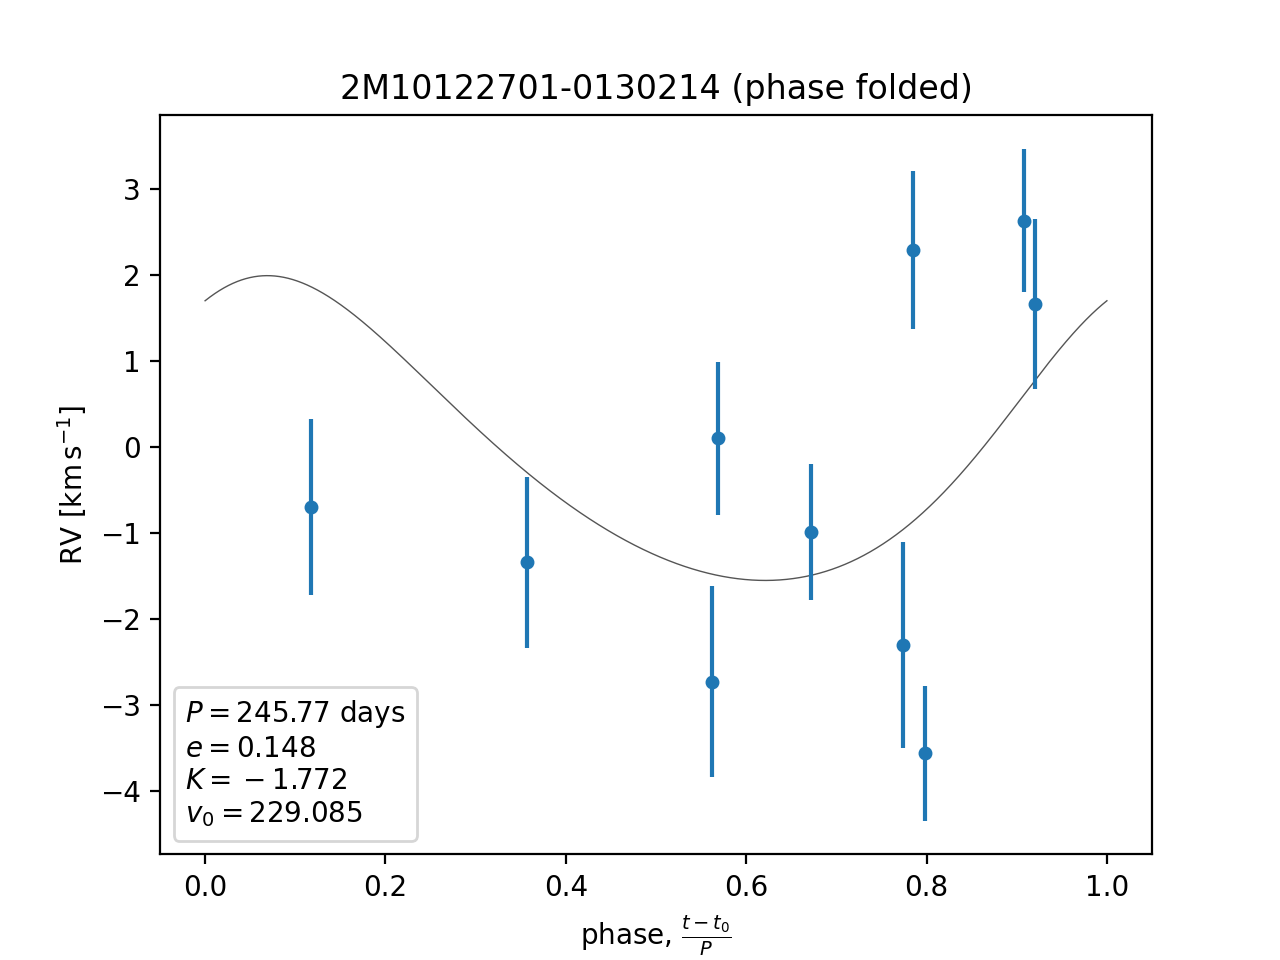 2M10122701-0130214 (phase folded)
RV [km s⁻¹]
3
2
1
0
−1
−2
−3
−4
P = 245.77 days
e = 0.148
K = −1.772
v₀ = 229.085
0.0 0.2 0.4 0.6 0.8 1.0
phase, (t − t₀)/P